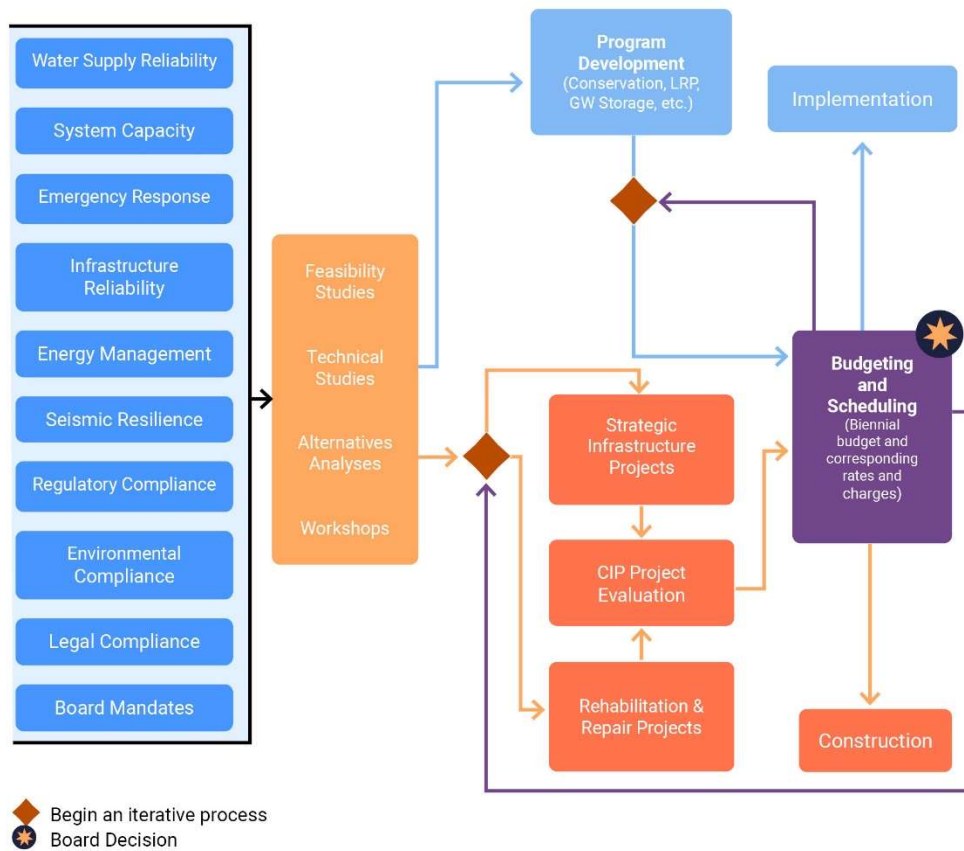 Water Supply Reliability
System Capacity
Emergency Response
Infrastructure
Reliability
Energy Management
Seismic Resilience
Regulatory Compliance
Environmental
Compliance
Legal Compliance
Board Mandates
Feasibility
Studies
Technical
Studies
Alternatives
Analyses
Workshops
Program
Development
(Conservation, LRP,
GW Storage, etc.)
Implementation
Strategic
Infrastructure
Projects
CIP Project
Evaluation
Rehabilitation &
Repair Projects
Budgeting
and
Scheduling
(Biennial
budget and
corresponding
rates and
charges)
Construction
Begin an iterative process
Board Decision